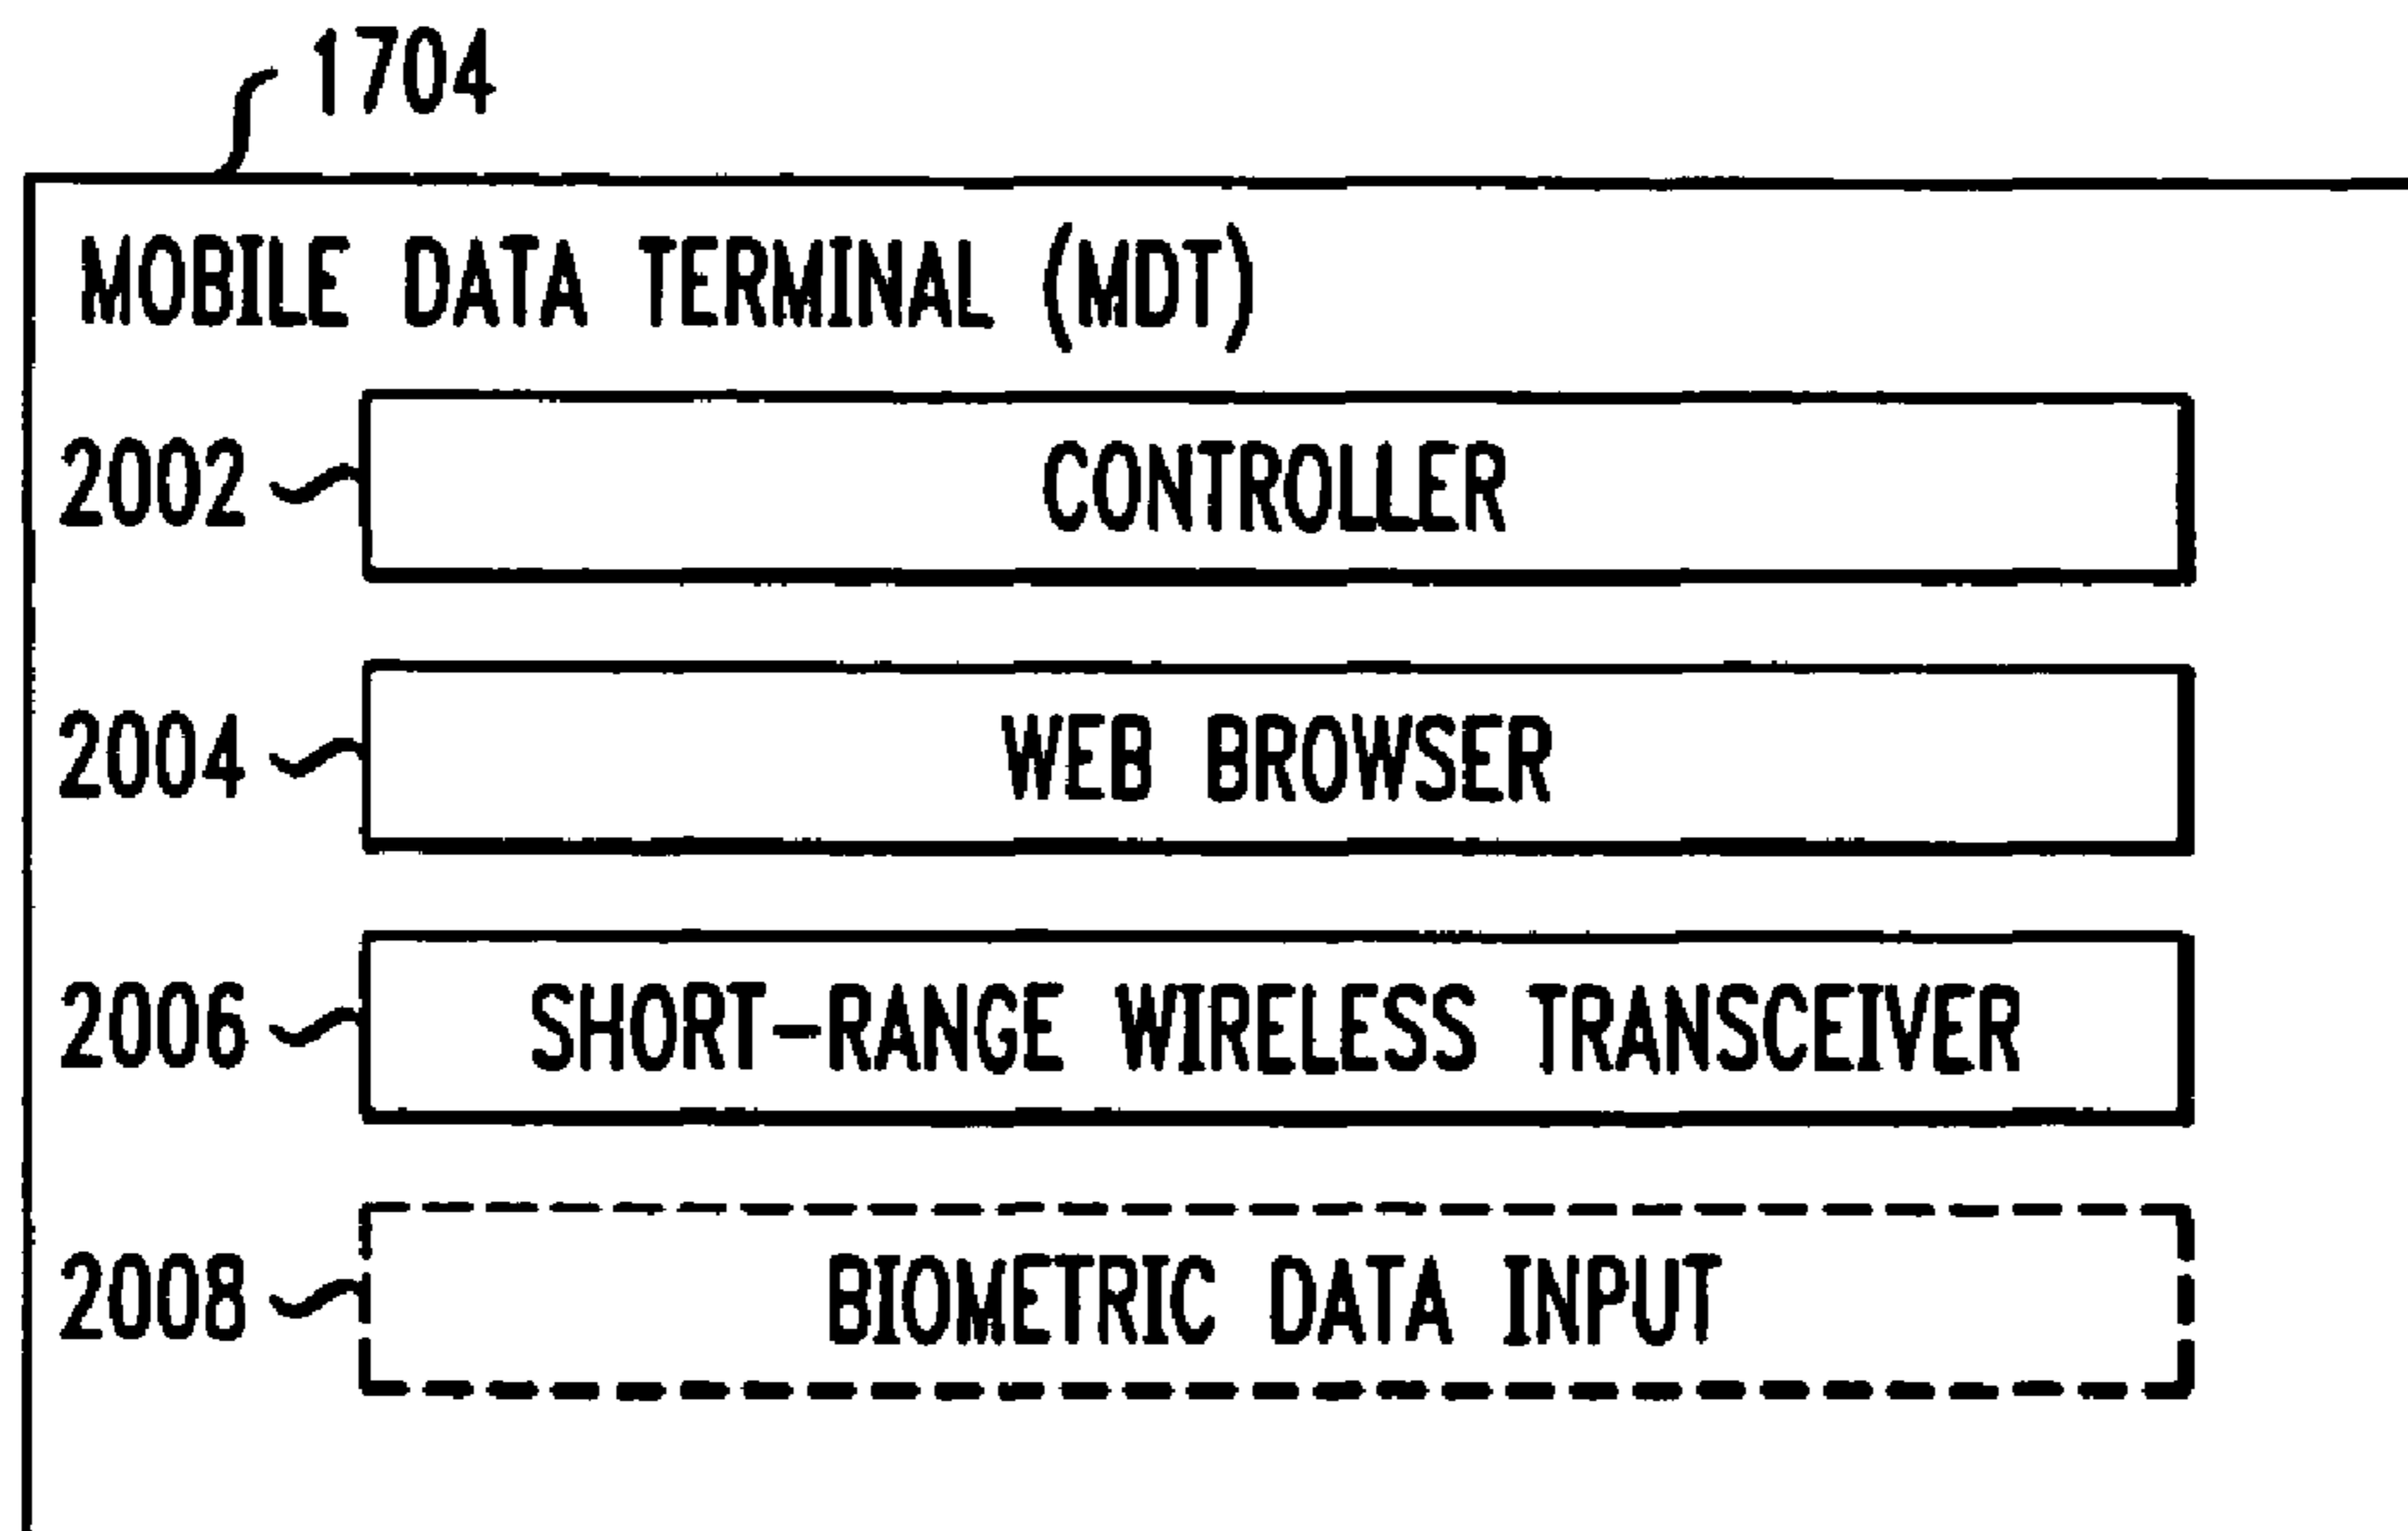 1704
MOBILE DATA TERMINAL (MDT)
2002 CONTROLLER
2004 WEB BROWSER
2006 SHORT-RANGE WIRELESS TRANSCEIVER
2008 BIOMETRIC DATA INPUT